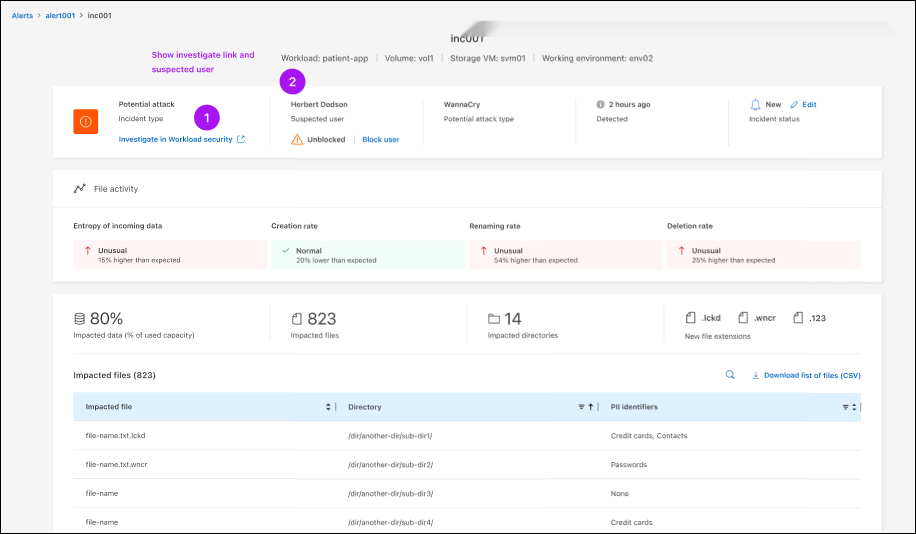 Alerts > alert001 > inc001
inc001
Show investigate link and
suspected user
Workload: patient-app | Volume: vol1 | Storage VM: svm01 | Working environment: env02
2
Potential attack
Incident type
1
Investigate in Workload security
Herbert Dodson
Suspected user
Unblocked | Block user
WannaCry
Potential attack type
2 hours ago
Detected
New Edit
Incident status
File activity
Entropy of incoming data
Unusual
15% higher than expected
Creation rate
Normal
20% lower than expected
Renaming rate
Unusual
54% higher than expected
Deletion rate
Unusual
25% higher than expected
80%
Impacted data (% of used capacity)
823
Impacted files
14
Impacted directories
.lckd .wncr .123
New file extensions
Impacted files (823)
Download list of files (CSV)
Impacted file Directory PII identifiers
file-name.txt.lckd /dir/another-dir/sub-dir1/ Credit cards, Contacts
file-name.txt.wncr /dir/another-dir/sub-dir2/ Passwords
file-name /dir/another-dir/sub-dir3/ None
file-name /dir/another-dir/sub-dir4/ Credit cards